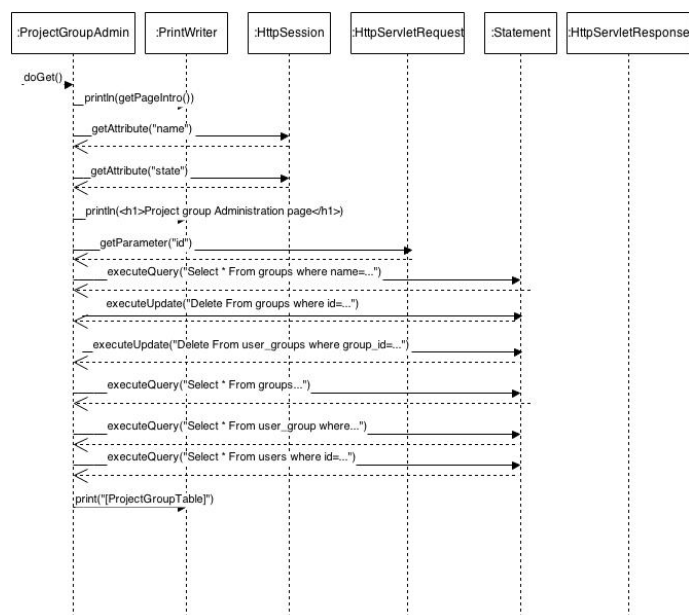 :ProjectGroupAdmin :PrintWriter :HttpSession :HttpServletRequest :Statement :HttpServletResponse
doGet()
println(getPageIntro())
getAttribute("name")
getAttribute("state")
println(<h1>Project group Administration page</h1>)
getParameter("id")
executeQuery("Select * From groups where name=...")
executeUpdate("Delete From groups where id=...")
executeUpdate("Delete From user_groups where group_id=...")
executeQuery("Select * From groups...")
executeQuery("Select * From user_group where...")
executeQuery("Select * From users where id=...")
print("[ProjectGroupTable]")